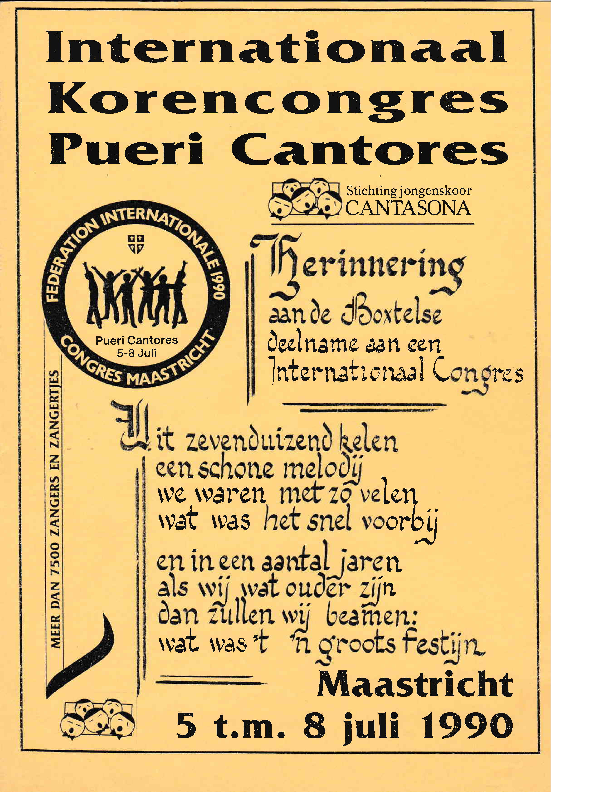 Internationaal
Korencongres
Pueri Cantores
Stichting jongenskoor
CANTASONA
FEDERATION INTERNATIONALE 1990
Pueri Cantores
5-8 Juli
CONGRES MAASTRICHT
Herinnering
aan de Boxtelse
deelname aan een
Internationaal Congres
MEER DAN 7500 ZANGERS EN ZANGERTJES
Uit zevenduizend kelen
een schone melodij
we waren met zo velen
wat was het snel voorbij
en in een aantal jaren
als wij wat ouder zijn
dan zullen wij beamen:
wat was 't 'n groots festijn
Maastricht
5 t.m. 8 juli 1990